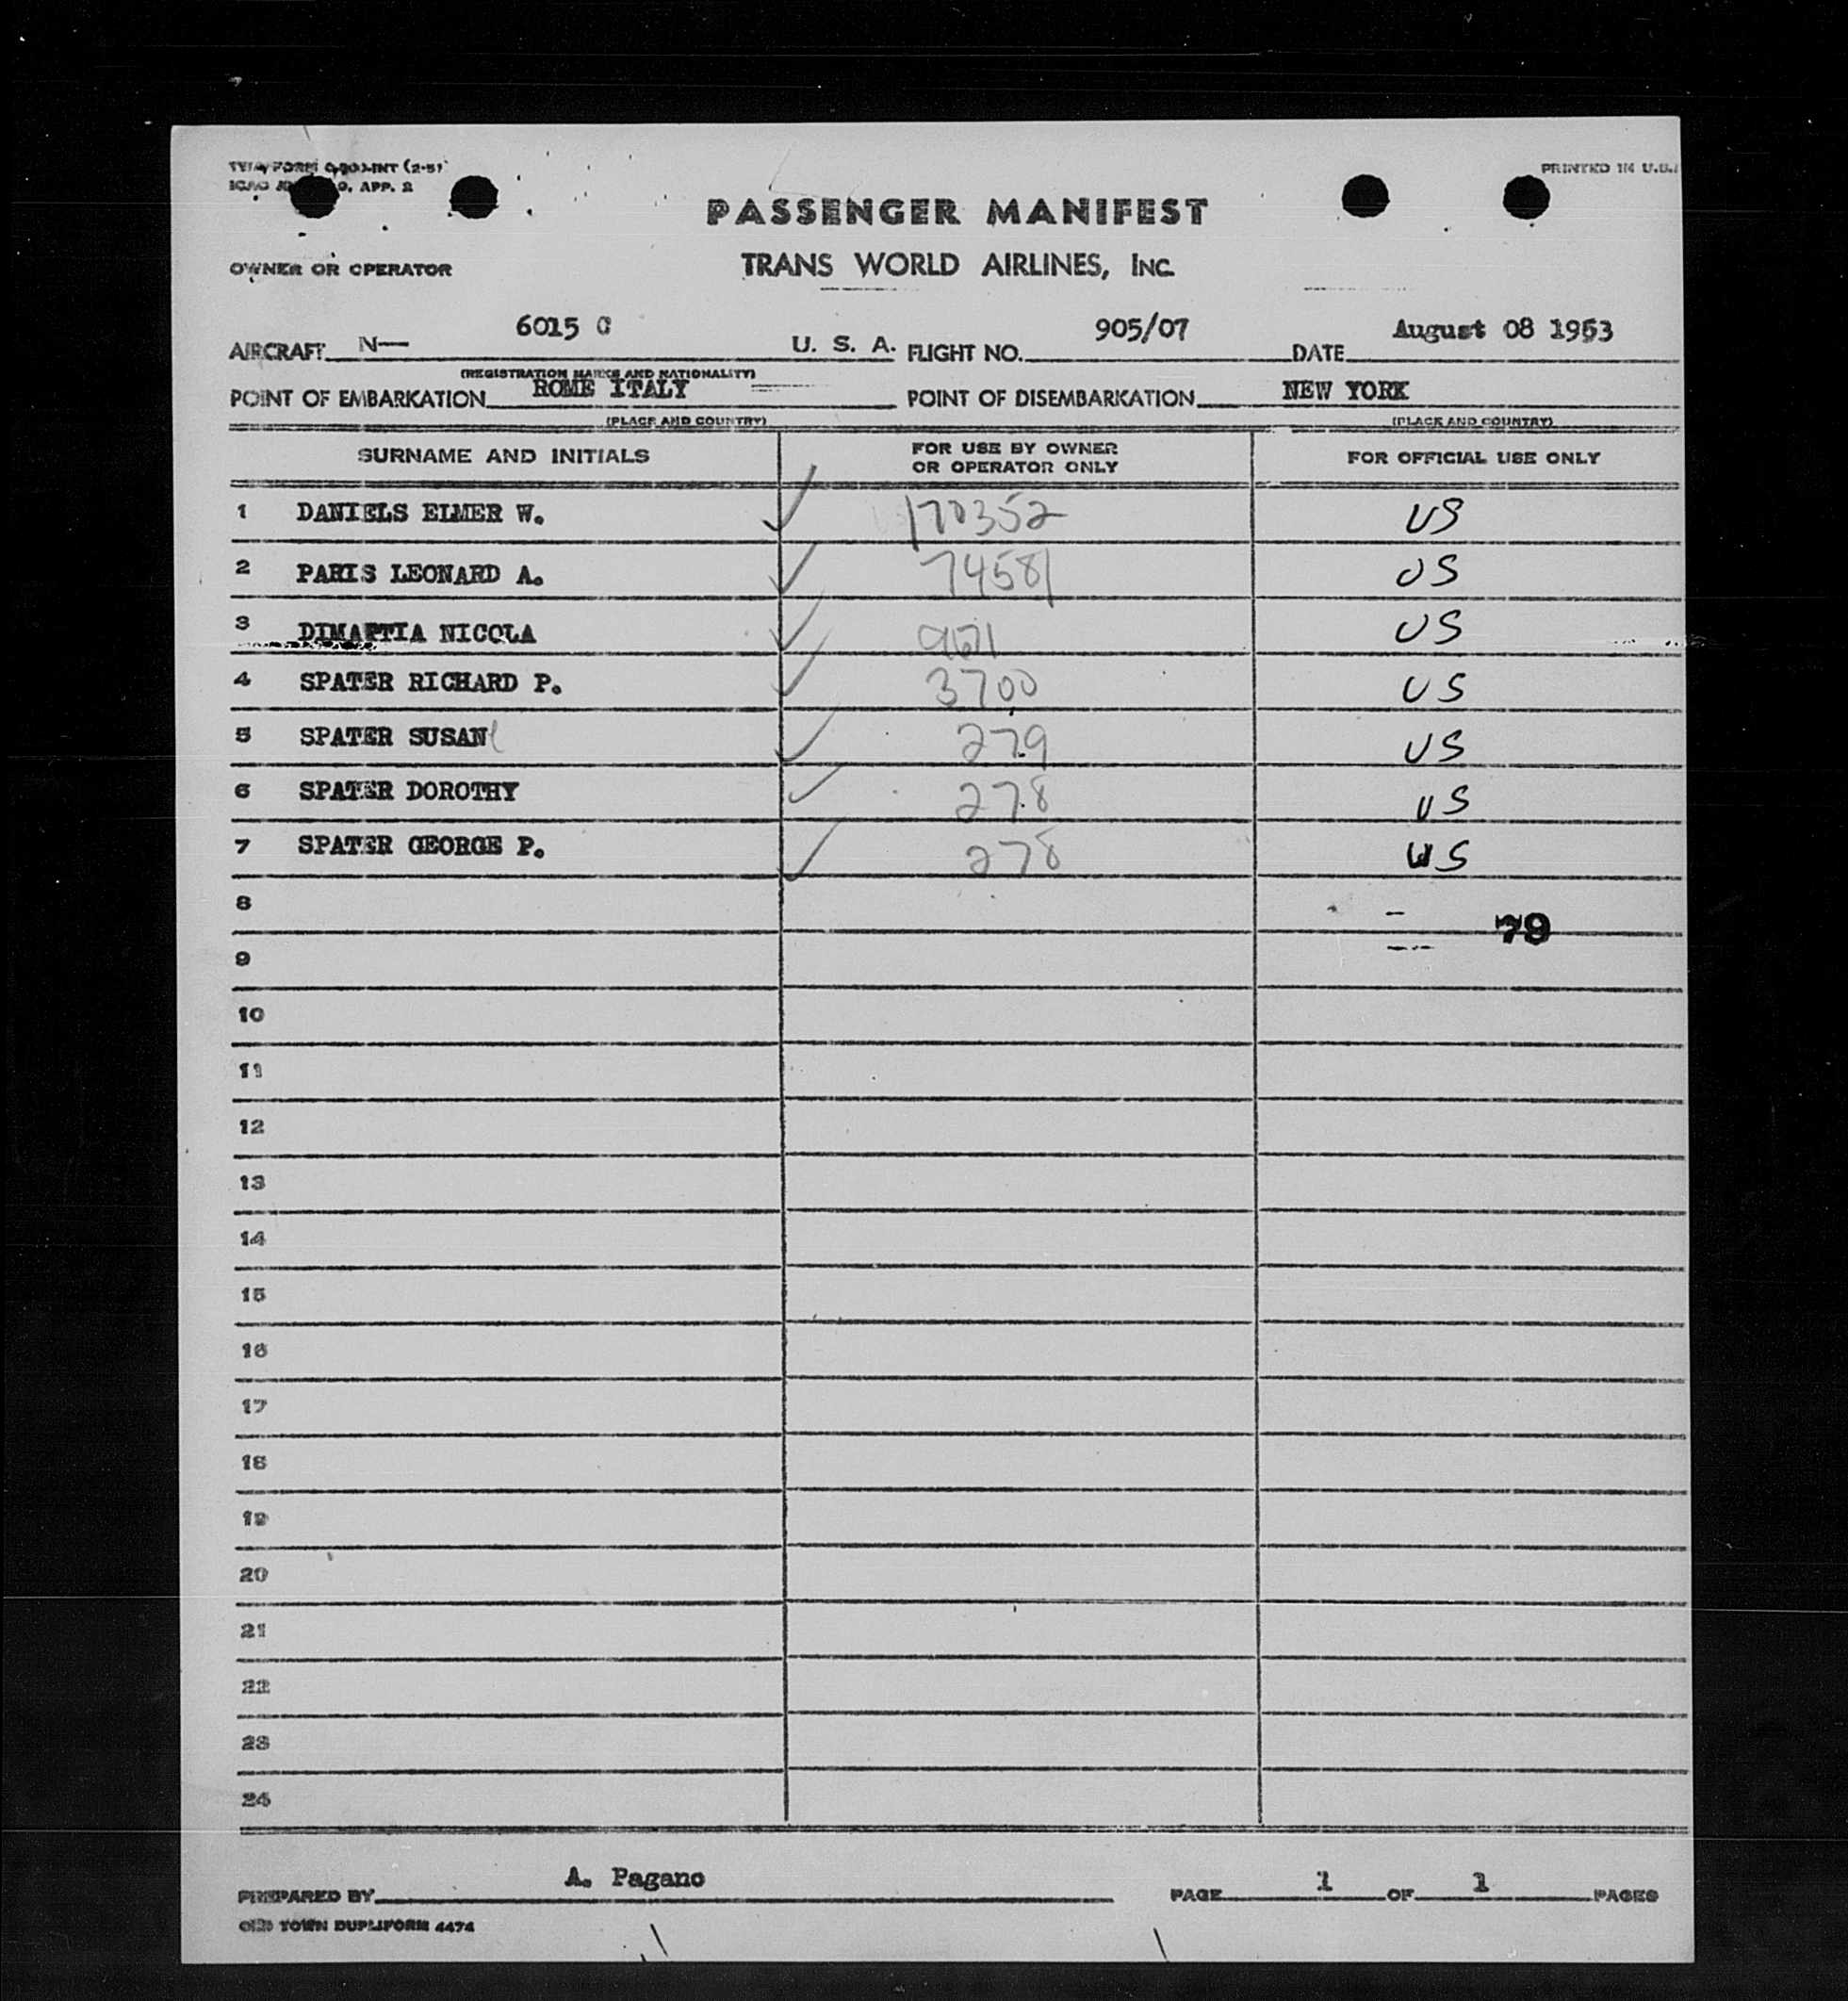 PRINTED IN U.S.
APP. 2
PASSENGER MANIFEST
OWNER OR OPERATOR TRANS WORLD AIRLINES, INC.
AIRCRAFT N— 6015 C U. S. A. FLIGHT NO. 905/07 DATE August 08 1953
(REGISTRATION MARKS AND NATIONALITY)
POINT OF EMBARKATION ROME ITALY POINT OF DISEMBARKATION NEW YORK
(PLACE AND COUNTRY) (PLACE AND COUNTRY)
SURNAME AND INITIALS FOR USE BY OWNER OR OPERATOR ONLY FOR OFFICIAL USE ONLY
1 DANIELS ELMER W. ✓ 170352 US
2 PARIS LEONARD A. ✓ 74581 US
3 DIMATTIA NICOLA ✓ US
4 SPATER RICHARD P. ✓ 3700 US
5 SPATER SUSAN ✓ 279 US
6 SPATER DOROTHY ✓ 278 US
7 SPATER GEORGE P. ✓ 278 US
8 79
9
10
11
12
13
14
15
16
17
18
19
20
21
22
23
24
PREPARED BY A. Pagano PAGE 1 OF 1 PAGES
OLD TOWN DUPLIFORM 4474